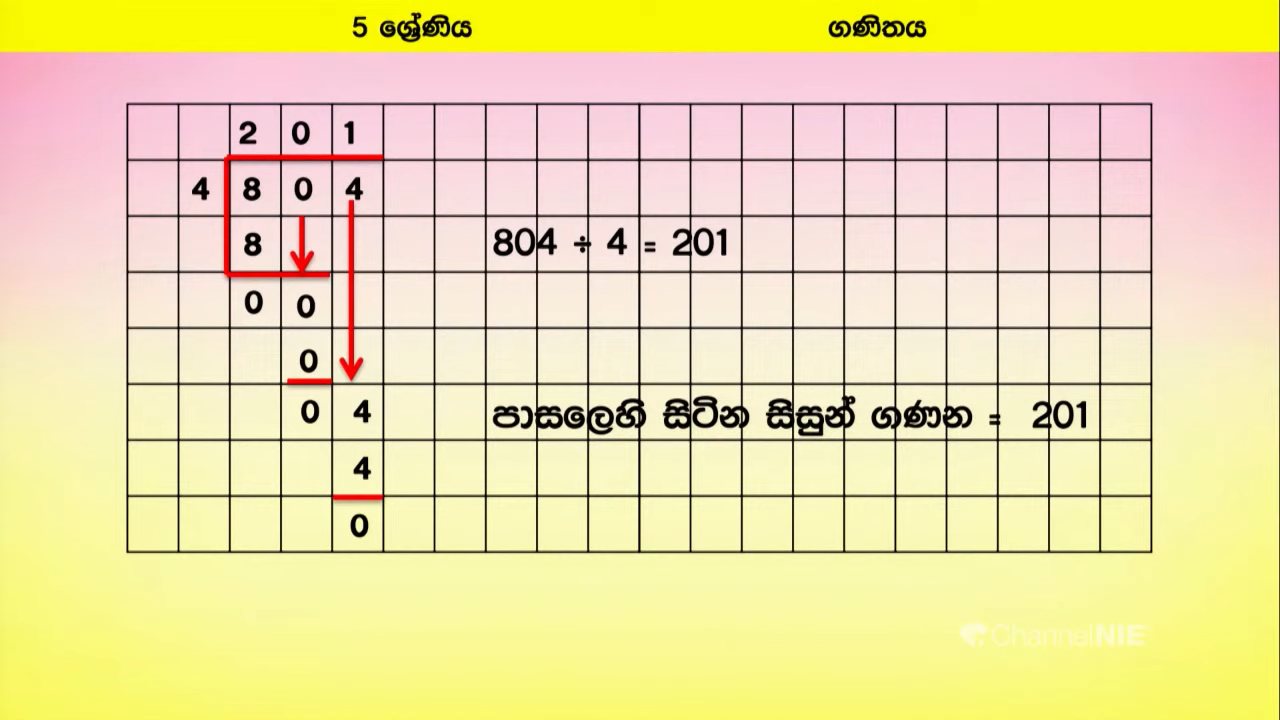 5 ශ්‍රේණිය ගණිතය
2 0 1
4 8 0 4
8 804 ÷ 4 = 201
0 0
0
0 4 පාසලෙහි සිටින සිසුන් ගණන = 201
4
0
ChannelNIE